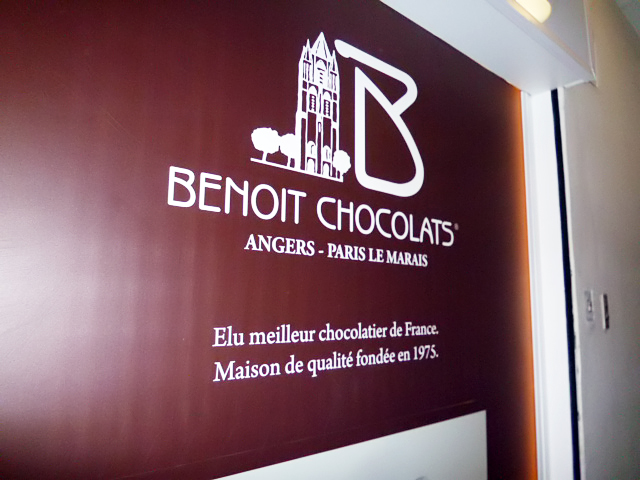 B
BENOIT CHOCOLATS®
ANGERS - PARIS LE MARAIS
Elu meilleur chocolatier de France.
Maison de qualité fondée en 1975.